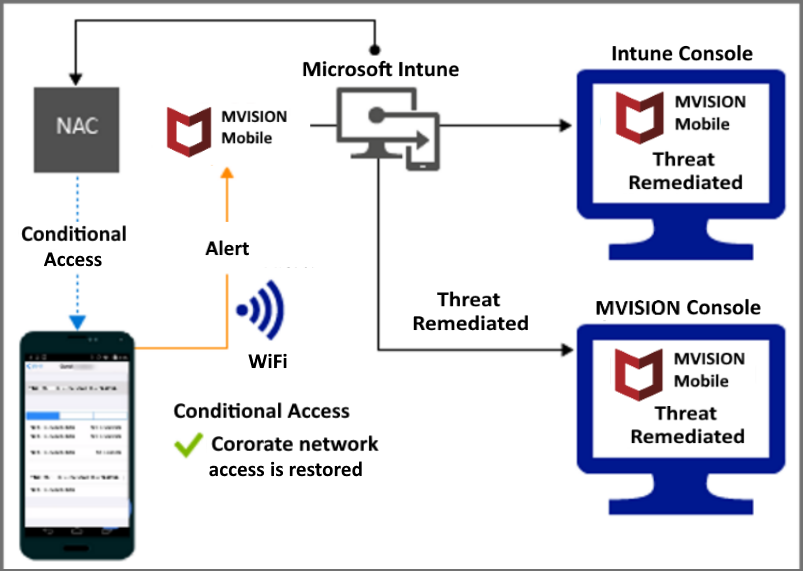 Microsoft Intune
Intune Console
NAC
MVISION
Mobile
MVISION
Mobile
Threat
Remediated
Conditional
Access
Alert
WiFi
Threat
Remediated
MVISION Console
MVISION
Mobile
Threat
Remediated
Conditional Access
Cororate network
access is restored